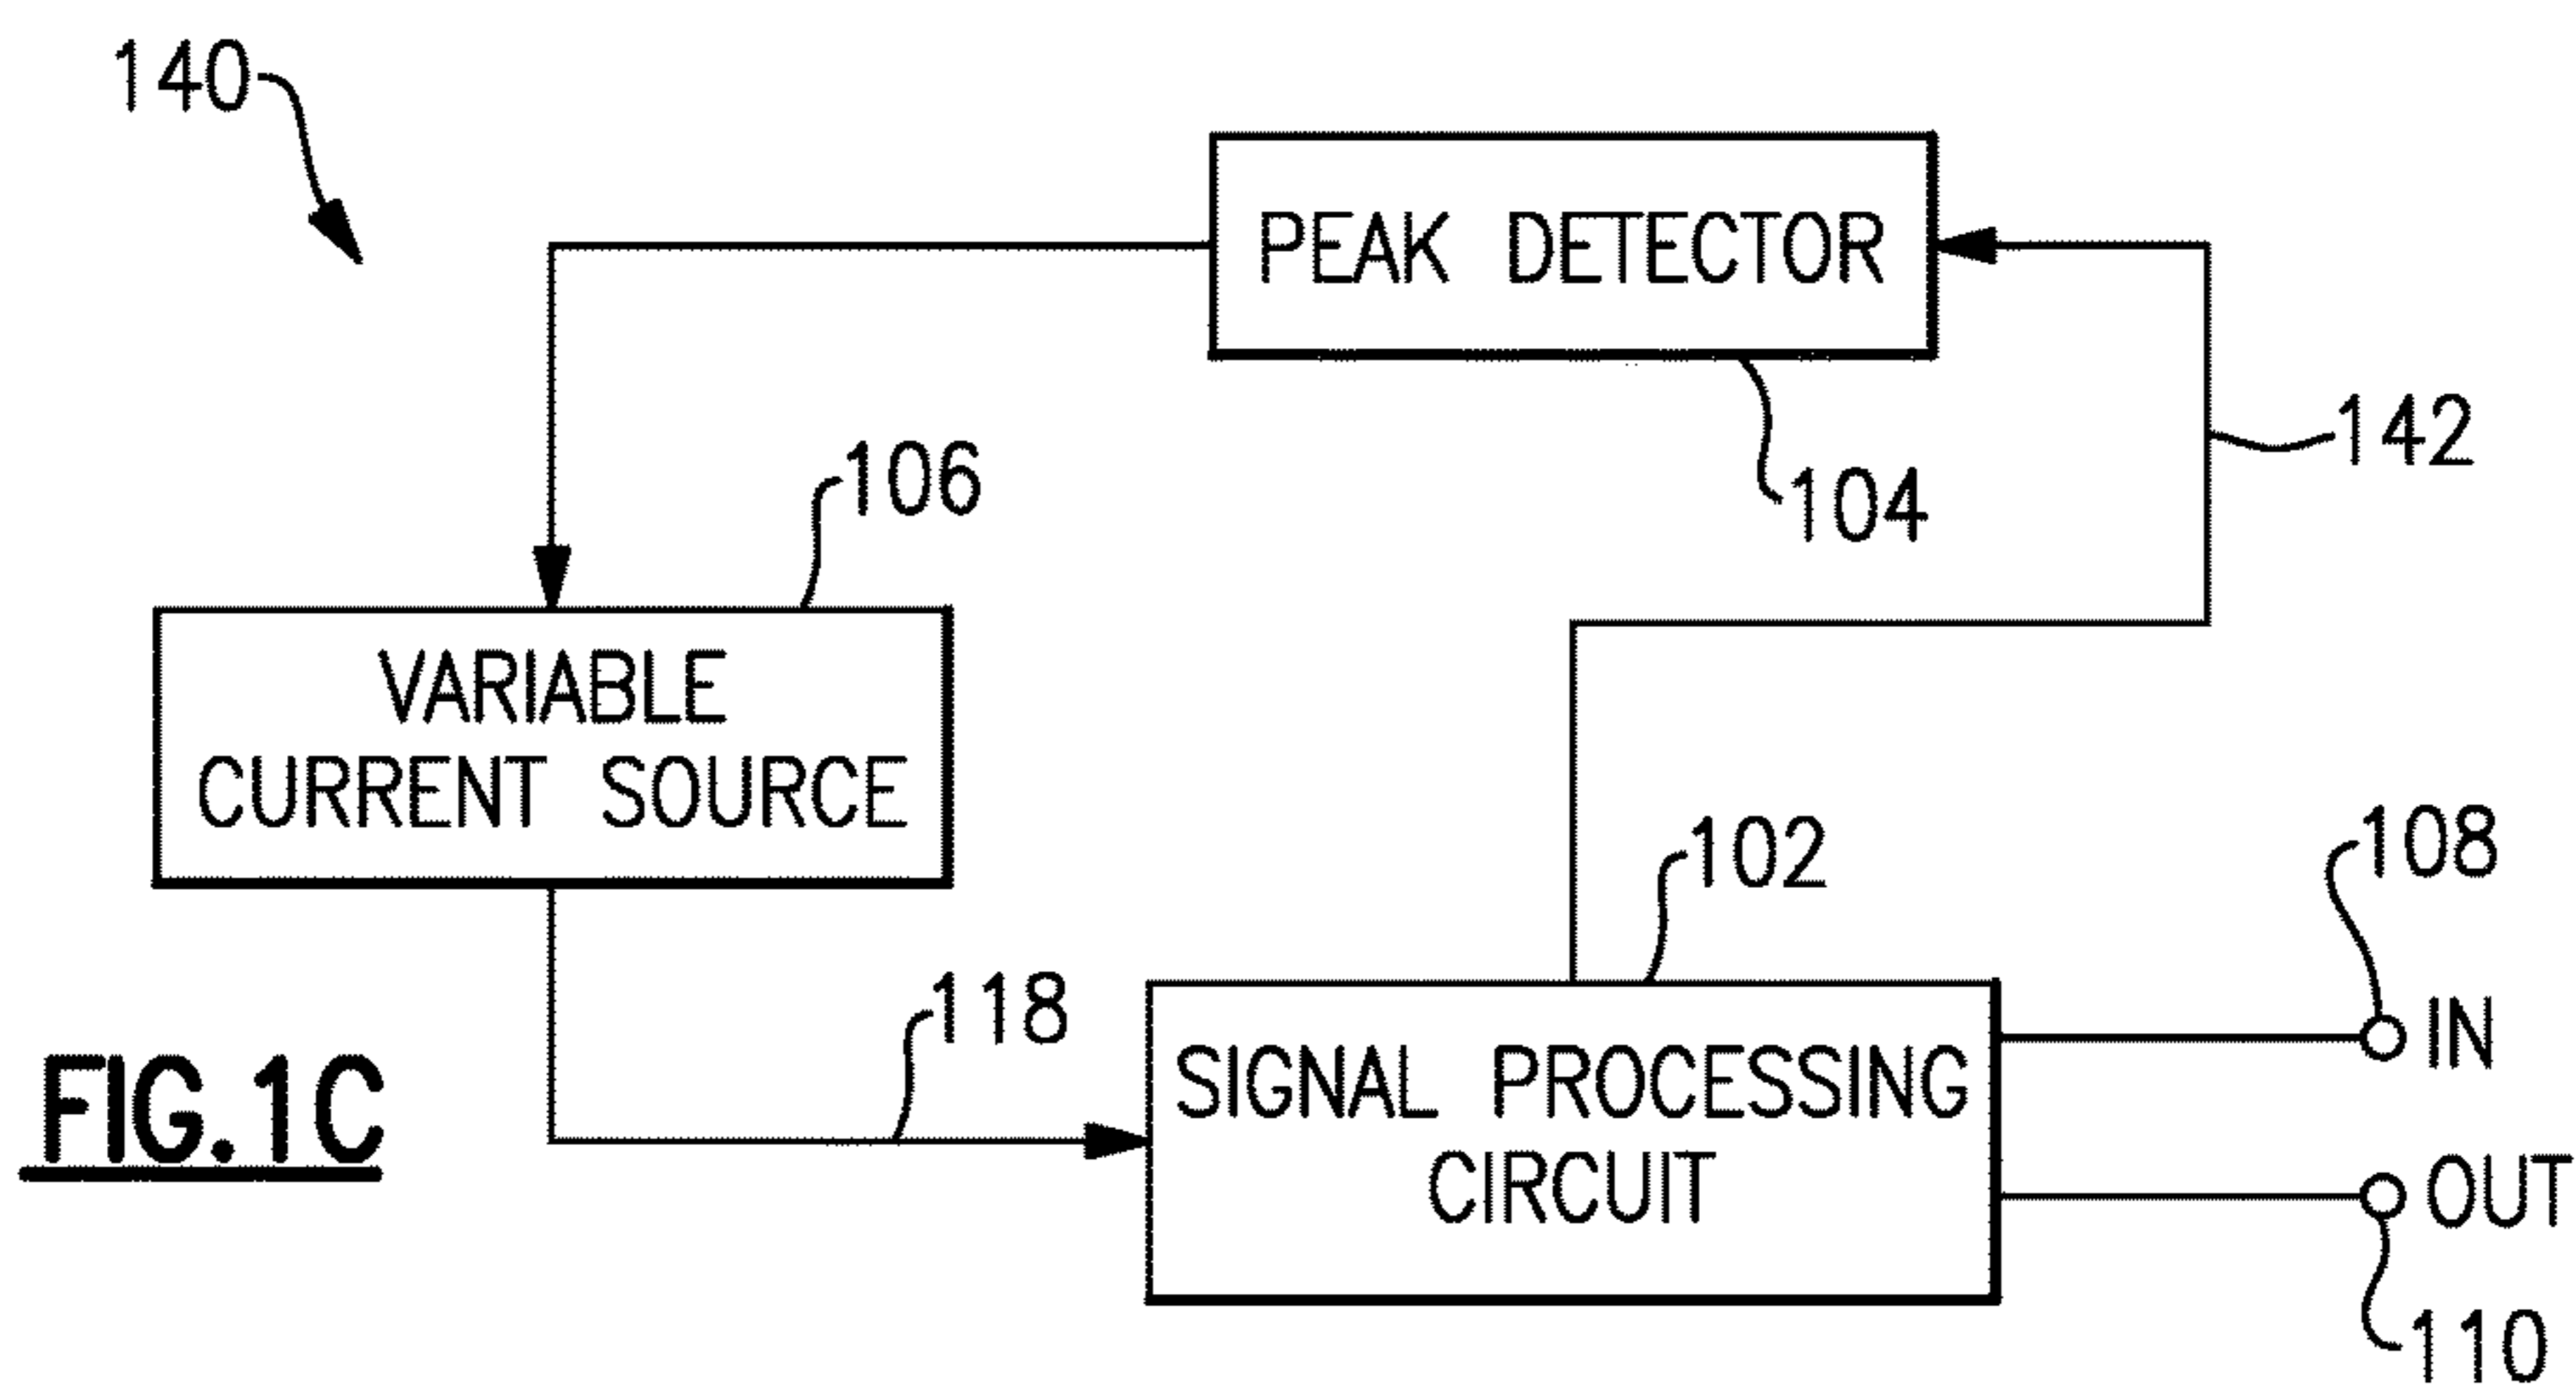 140
PEAK DETECTOR
142
104
106
VARIABLE
CURRENT SOURCE
102
108
118
IN
SIGNAL PROCESSING
CIRCUIT
OUT
FIG.1C
110